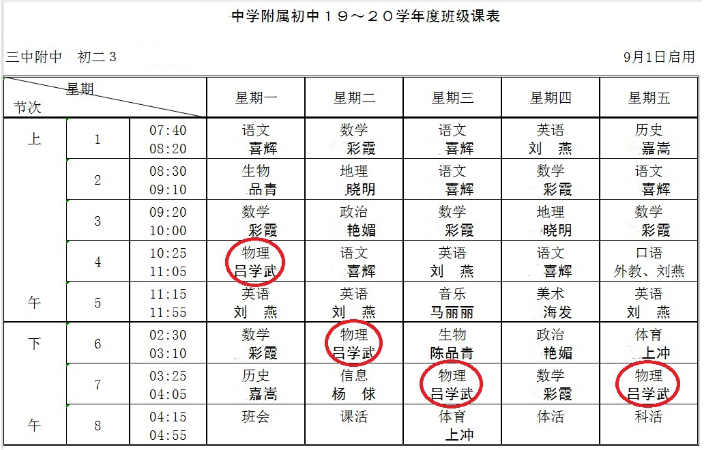 中学附属初中19～20学年度班级课表
三中附中 初二3 9月1日启用
星期 节次 星期一 星期二 星期三 星期四 星期五
上 1 07:40 语文 数学 语文 英语 历史
08:20 喜辉 彩霞 喜辉 刘 燕 嘉嵩
2 08:30 生物 地理 语文 数学 语文
09:10 品青 晓明 喜辉 彩霞 喜辉
3 09:20 数学 政治 数学 地理 数学
10:00 彩霞 艳媚 彩霞 晓明 彩霞
4 10:25 物理 语文 英语 语文 口语
11:05 吕学武 喜辉 刘 燕 喜辉 外教、刘燕
午 5 11:15 英语 英语 音乐 美术 英语
11:55 刘 燕 刘 燕 马丽丽 海发 刘 燕
下 6 02:30 数学 物理 生物 政治 体育
03:10 彩霞 吕学武 陈品青 艳媚 上冲
7 03:25 历史 信息 物理 数学 物理
04:05 嘉嵩 杨 俅 吕学武 彩霞 吕学武
午 8 04:15 班会 课活 体育 体活 科活
04:55 上冲